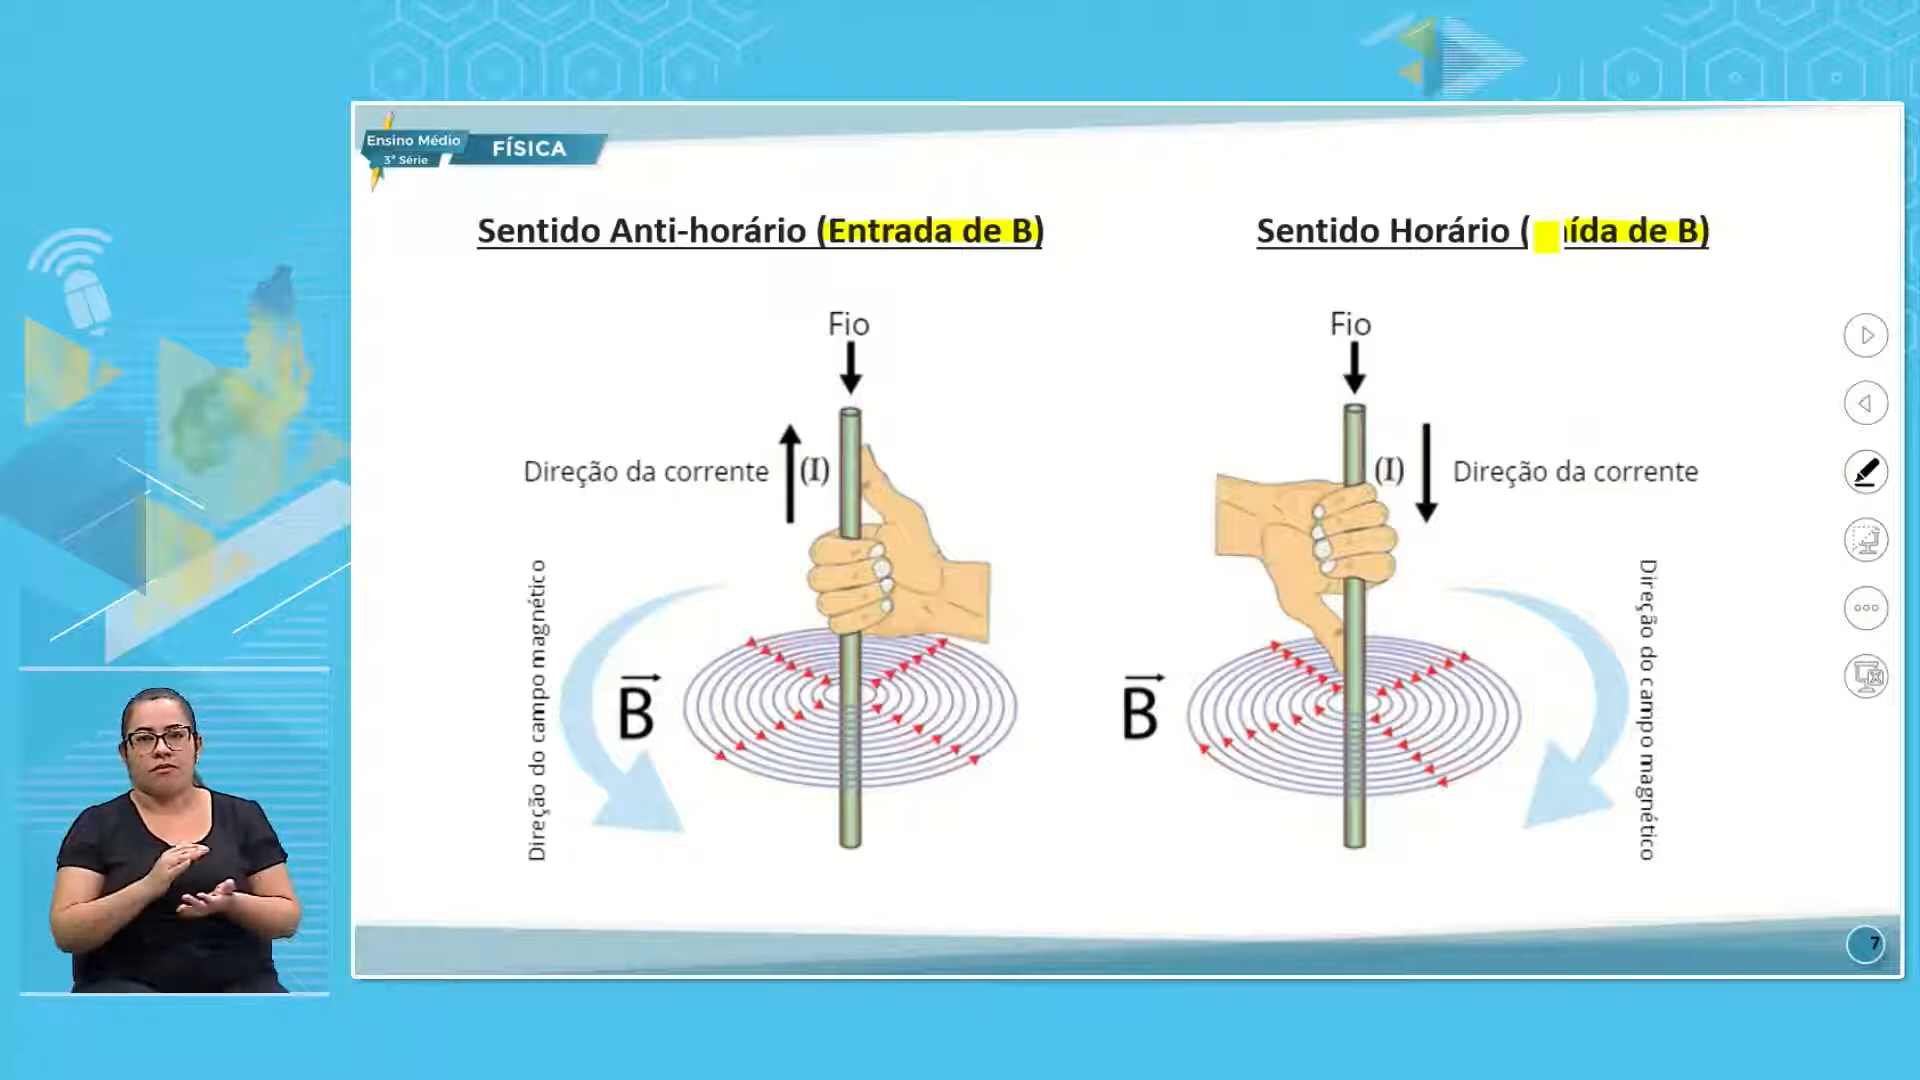 Ensino Médio
3ª Série
FÍSICA
Sentido Anti-horário (Entrada de B)
Sentido Horário ( ída de B)
Fio
Direção da corrente
(I)
Direção do campo magnético
B
Fio
(I)
Direção da corrente
B
Direção do campo magnético
7